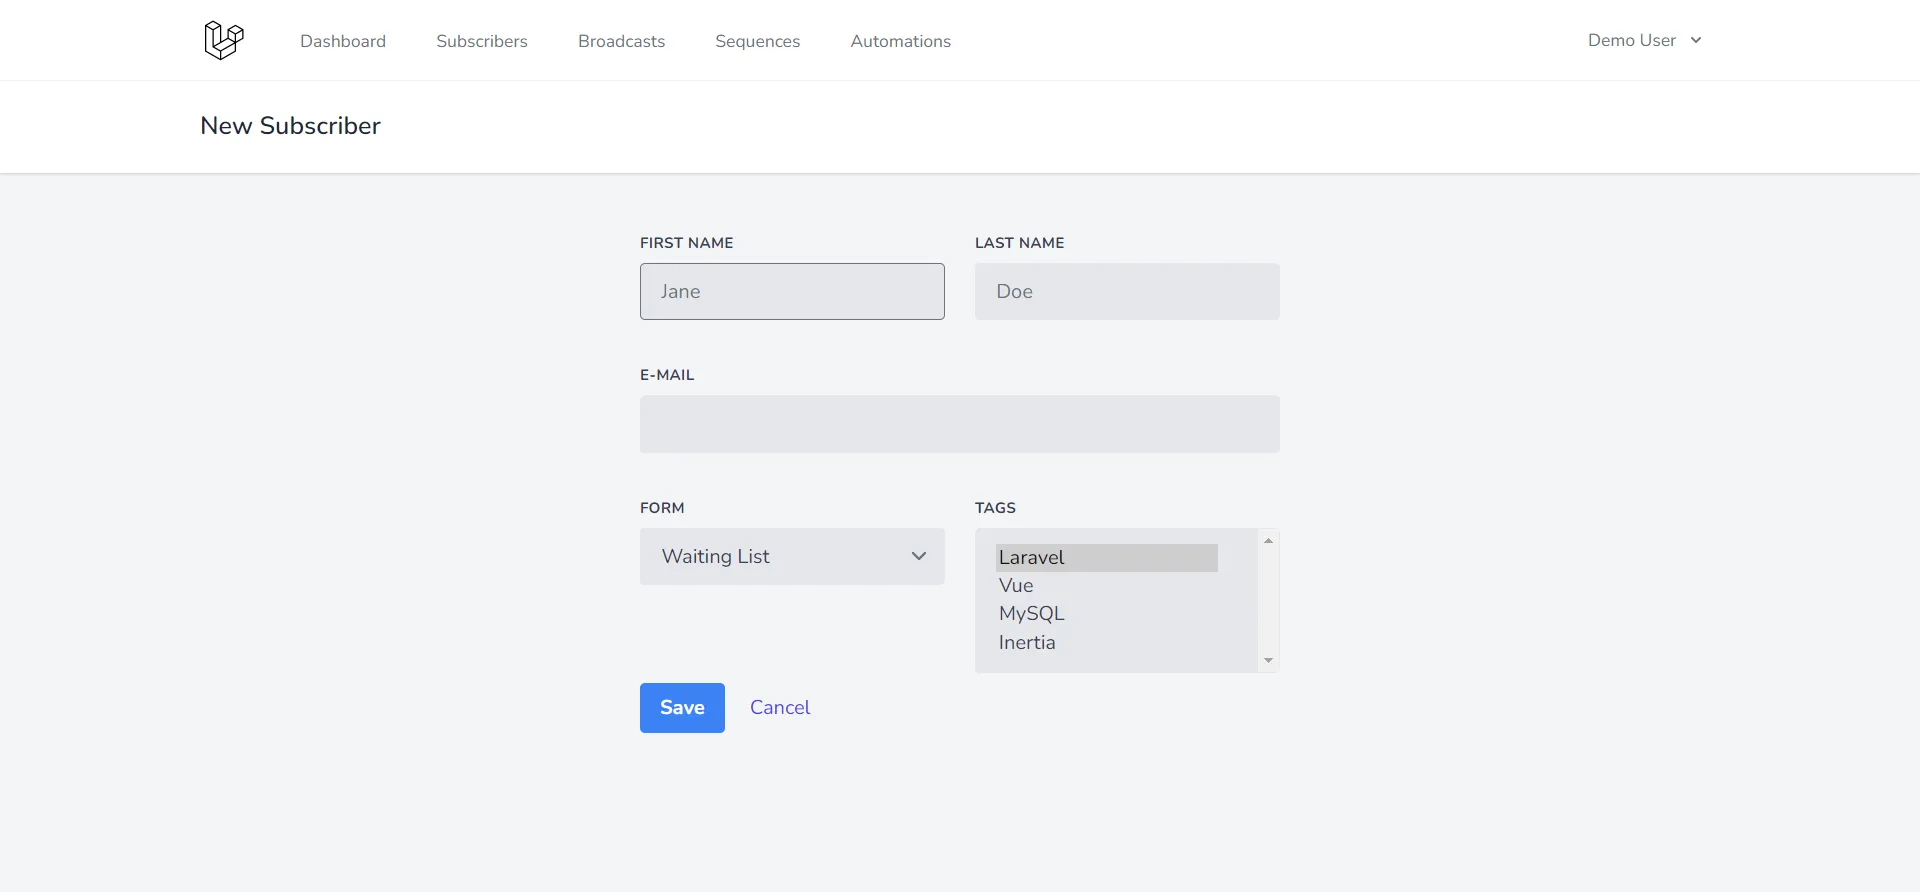 Dashboard Subscribers Broadcasts Sequences Automations Demo User
New Subscriber
FIRST NAME LAST NAME
Jane Doe
E-MAIL
FORM TAGS
Waiting List
Laravel
Vue
MySQL
Inertia
Save Cancel